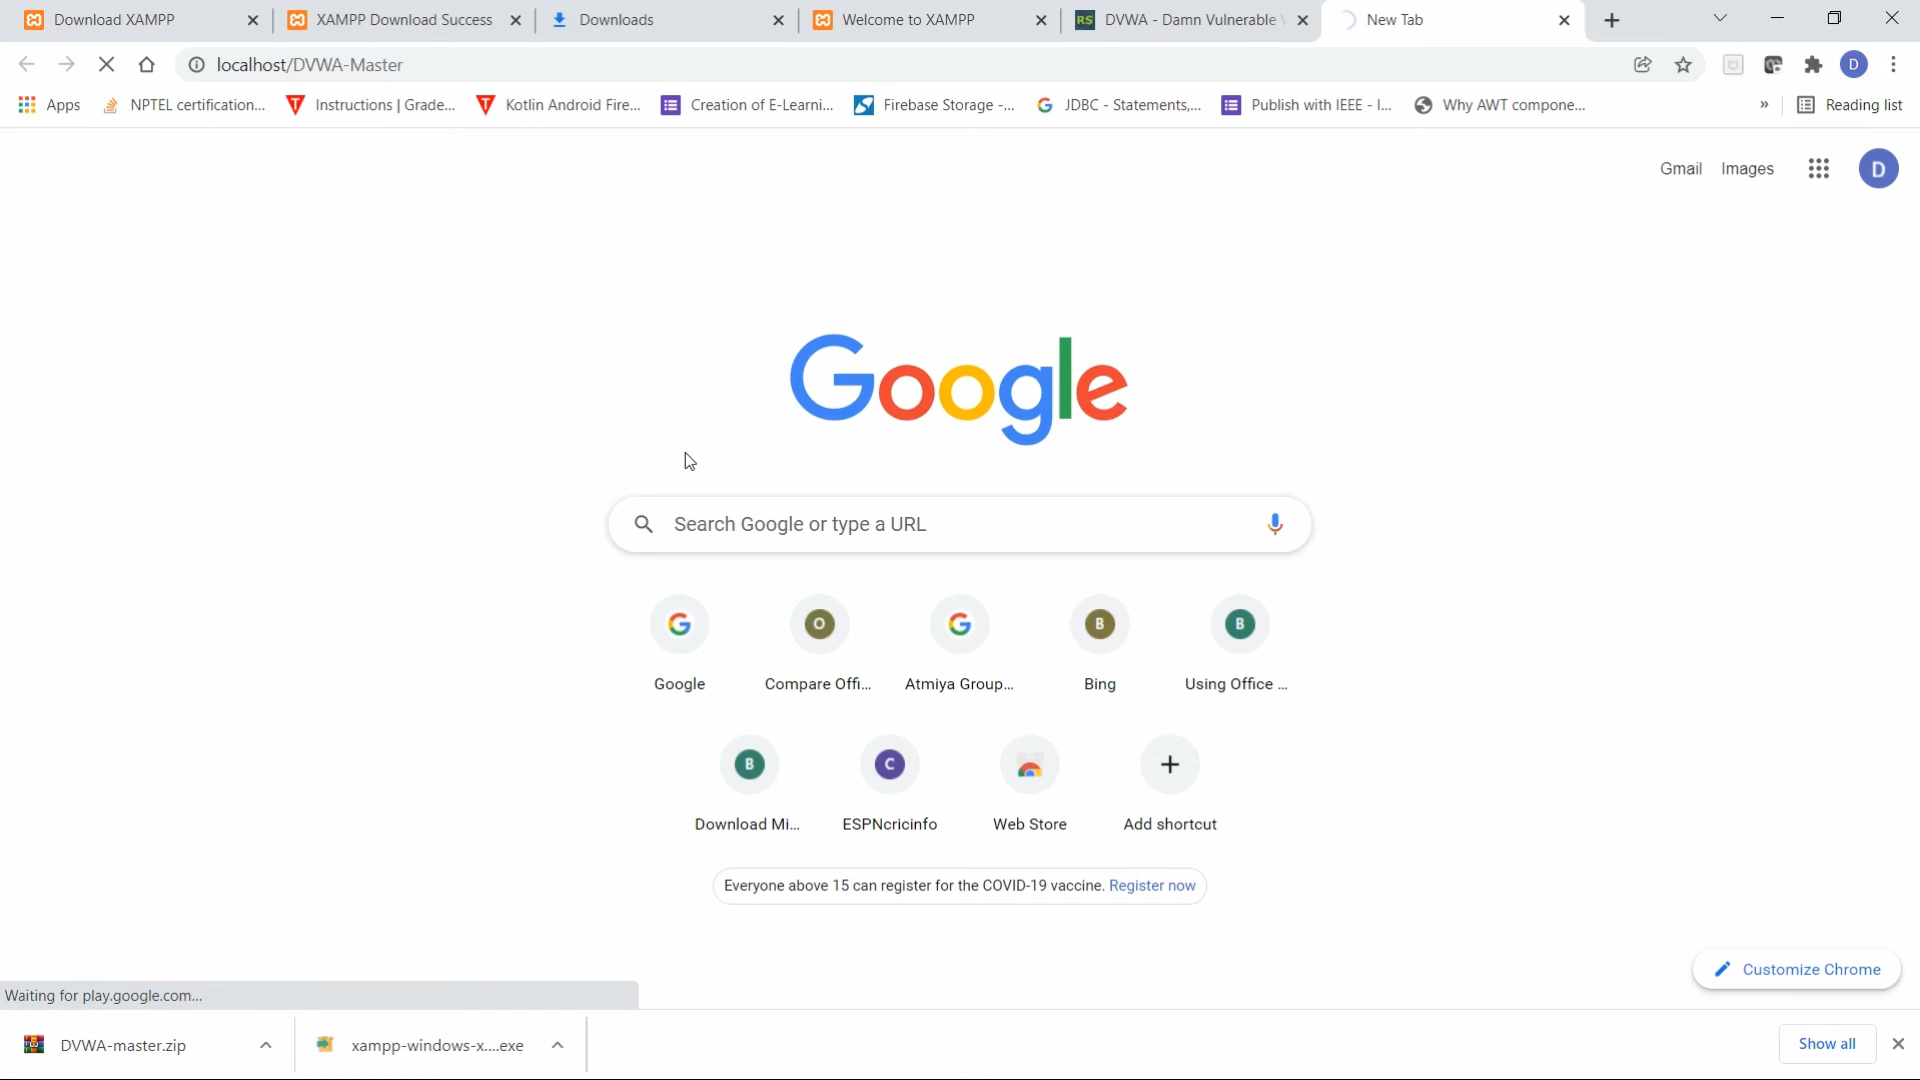 Download XAMPP
XAMPP Download Success
Downloads
Welcome to XAMPP
RS DVWA - Damn Vulnerable
New Tab
localhost/DVWA-Master
D
Apps
NPTEL certification...
Instructions | Grade...
Kotlin Android Fire...
Creation of E-Learni...
Firebase Storage -...
JDBC - Statements,...
Publish with IEEE - I...
Why AWT compone...
»
Reading list
Gmail
Images
D
Google
Search Google or type a URL
G
O
G
B
B
Google
Compare Offi...
Atmiya Group...
Bing
Using Office ...
B
C
Download Mi...
ESPNcricinfo
Web Store
Add shortcut
Everyone above 15 can register for the COVID-19 vaccine. Register now
Customize Chrome
Waiting for play.google.com...
DVWA-master.zip
xampp-windows-x....exe
Show all